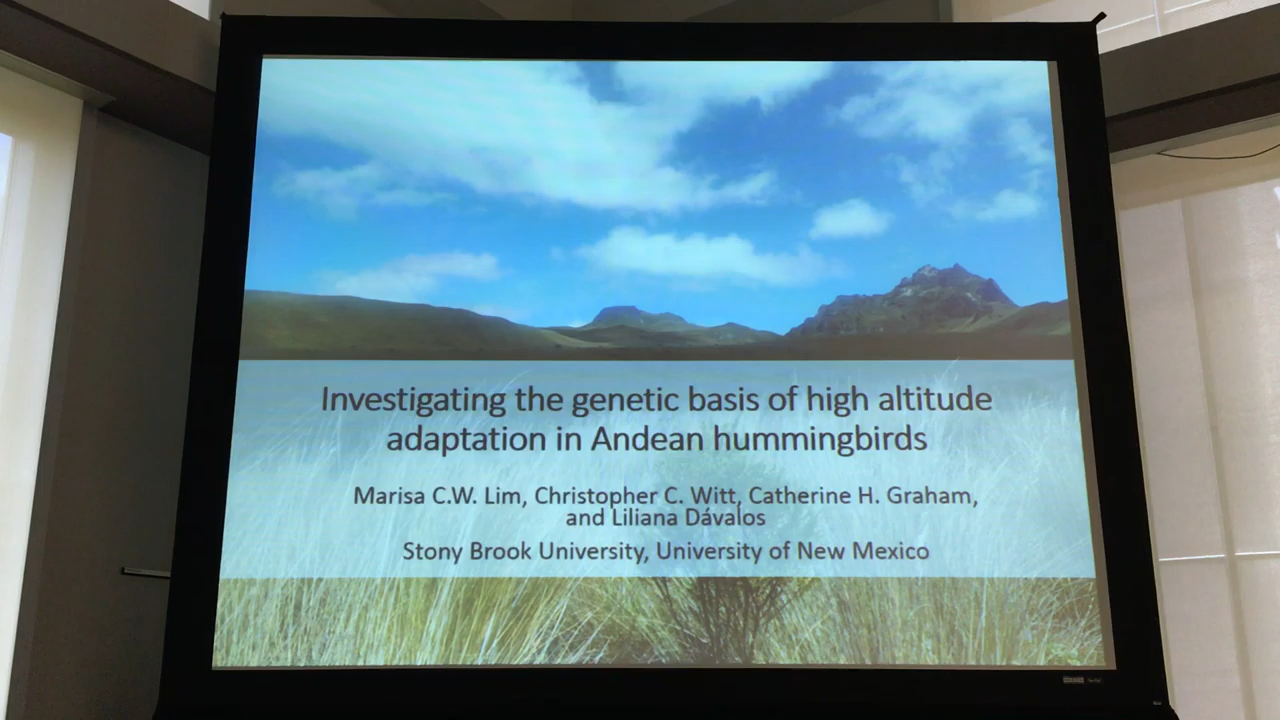 Investigating the genetic basis of high altitude
adaptation in Andean hummingbirds
Marisa C.W. Lim, Christopher C. Witt, Catherine H. Graham,
and Liliana Dávalos
Stony Brook University, University of New Mexico